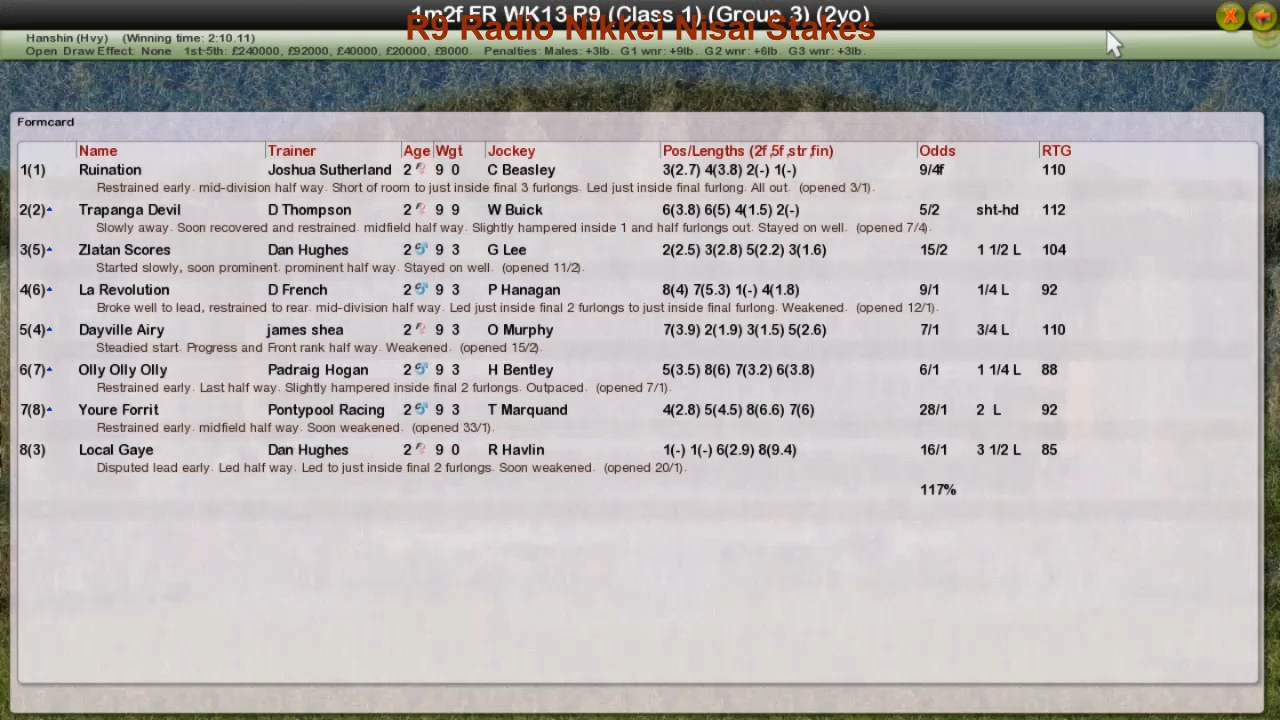 1m2f FR WK13 R9 (Class 1) (Group 3) (2yo)
R9 Radio Nikkei Nisai Stakes
Hanshin (Hvy) (Winning time: 2:10.11)
Open Draw Effect: None 1st-5th: £240000, £92000, £40000, £20000, £8000. Penalties: Males: +3lb. G1 wnr: +9lb. G2 wnr: +6lb. G3 wnr: +3lb.
Formcard
Name Trainer Age Wgt Jockey Pos/Lengths (2f,5f,str,fin) Odds RTG
1(1) Ruination Joshua Sutherland 2 9 0 C Beasley 3(2.7) 4(3.8) 2(-) 1(-) 9/4f 110
Restrained early. mid-division half way. Short of room to just inside final 3 furlongs. Led just inside final furlong. All out. (opened 3/1).
2(2) Trapanga Devil D Thompson 2 9 9 W Buick 6(3.8) 6(5) 4(1.5) 2(-) 5/2 sht-hd 112
Slowly away. Soon recovered and restrained. midfield half way. Slightly hampered inside 1 and half furlongs out. Stayed on well. (opened 7/4).
3(5) Zlatan Scores Dan Hughes 2 9 3 G Lee 2(2.5) 3(2.8) 5(2.2) 3(1.6) 15/2 1 1/2 L 104
Started slowly, soon prominent. prominent half way. Stayed on well. (opened 11/2).
4(6) La Revolution D French 2 9 3 P Hanagan 8(4) 7(5.3) 1(-) 4(1.8) 9/1 1/4 L 92
Broke well to lead, restrained to rear. mid-division half way. Led just inside final 2 furlongs to just inside final furlong. Weakened. (opened 12/1).
5(4) Dayville Airy james shea 2 9 3 O Murphy 7(3.9) 2(1.9) 3(1.5) 5(2.6) 7/1 3/4 L 110
Steadied start. Progress and Front rank half way. Weakened. (opened 15/2).
6(7) Olly Olly Olly Padraig Hogan 2 9 3 H Bentley 5(3.5) 8(6) 7(3.2) 6(3.8) 6/1 1 1/4 L 88
Restrained early. Last half way. Slightly hampered inside final 2 furlongs. Outpaced. (opened 7/1).
7(8) Youre Forrit Pontypool Racing 2 9 3 T Marquand 4(2.8) 5(4.5) 8(6.6) 7(6) 28/1 2 L 92
Restrained early. midfield half way. Soon weakened. (opened 33/1).
8(3) Local Gaye Dan Hughes 2 9 0 R Havlin 1(-) 1(-) 6(2.9) 8(9.4) 16/1 3 1/2 L 85
Disputed lead early. Led half way. Led to just inside final 2 furlongs. Soon weakened. (opened 20/1).
117%